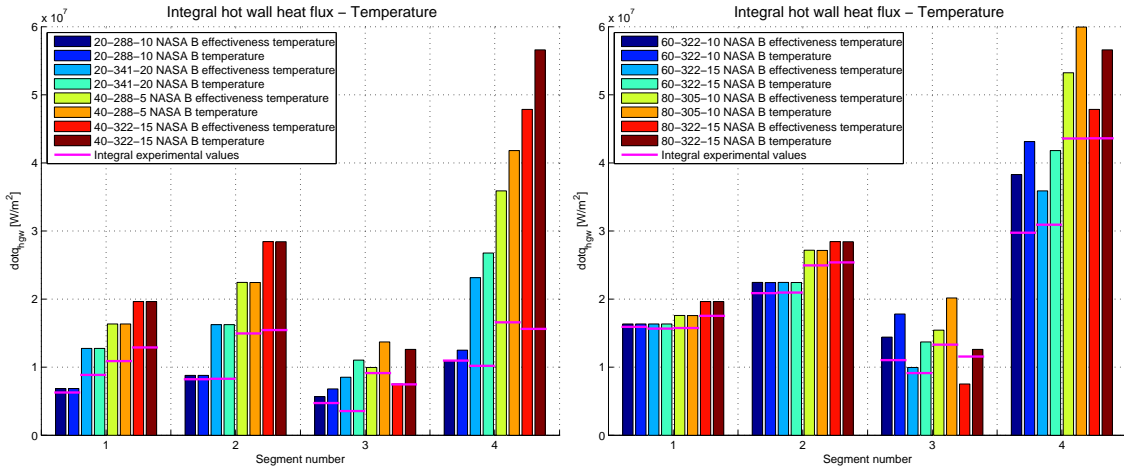 Integral hot wall heat flux − Temperature
x 10⁷
6
5
4
3
2
1
0
dotq_hgw [W/m²]
20−288−10 NASA B effectiveness temperature
20−288−10 NASA B temperature
20−341−20 NASA B effectiveness temperature
20−341−20 NASA B temperature
40−288−5 NASA B effectiveness temperature
40−288−5 NASA B temperature
40−322−15 NASA B effectiveness temperature
40−322−15 NASA B temperature
Integral experimental values
1 2 3 4
Segment number
Integral hot wall heat flux − Temperature
x 10⁷
6
5
4
3
2
1
0
dotq_hgw [W/m²]
60−322−10 NASA B effectiveness temperature
60−322−10 NASA B temperature
60−322−15 NASA B effectiveness temperature
60−322−15 NASA B temperature
80−305−10 NASA B effectiveness temperature
80−305−10 NASA B temperature
80−322−15 NASA B effectiveness temperature
80−322−15 NASA B temperature
Integral experimental values
1 2 3 4
Segment number